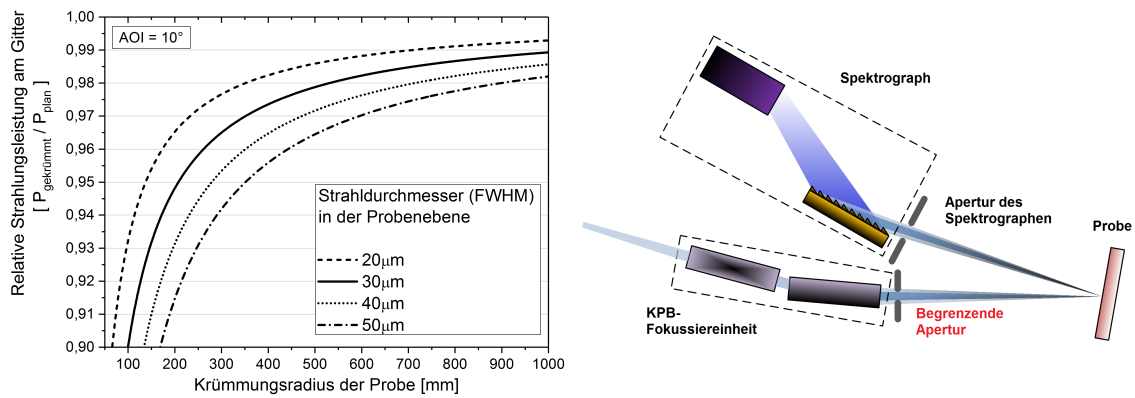 Relative Strahlungsleistung am Gitter
[ P gekrümmt / P plan ]
1,00
0,99
0,98
0,97
0,96
0,95
0,94
0,93
0,92
0,91
0,90
AOI = 10°
Strahldurchmesser (FWHM)
in der Probenebene
20μm
30μm
40μm
50μm
100 200 300 400 500 600 700 800 900 1000
Krümmungsradius der Probe [mm]
Spektrograph
Apertur des
Spektrographen
Probe
KPB-
Fokussiereinheit
Begrenzende
Apertur